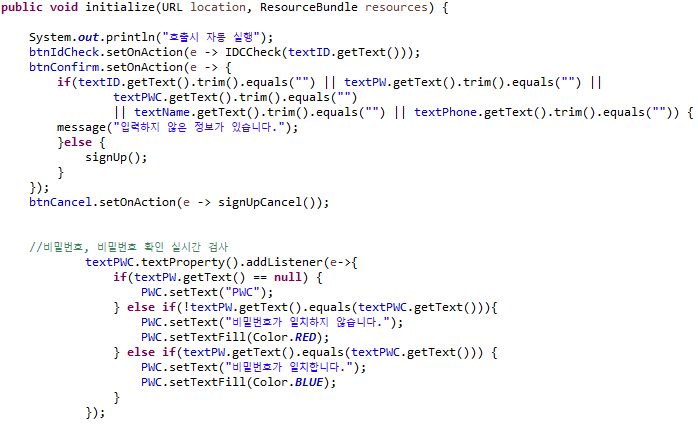 public void initialize(URL location, ResourceBundle resources) {
System.out.println("호출시 자동 실행");
btnIdCheck.setOnAction(e -> IDCCheck(textID.getText()));
btnConfirm.setOnAction(e -> {
if(textID.getText().trim().equals("") || textPW.getText().trim().equals("") ||
textPWC.getText().trim().equals("")
|| textName.getText().trim().equals("") || textPhone.getText().trim().equals("")) {
message("입력하지 않은 정보가 있습니다.");
}else {
signUp();
}
});
btnCancel.setOnAction(e -> signUpCancel());
//비밀번호, 비밀번호 확인 실시간 검사
textPWC.textProperty().addListener(e->{
if(textPW.getText() == null) {
PWC.setText("PWC");
} else if(!textPW.getText().equals(textPWC.getText())){
PWC.setText("비밀번호가 일치하지 않습니다.");
PWC.setTextFill(Color.RED);
} else if(textPW.getText().equals(textPWC.getText())) {
PWC.setText("비밀번호가 일치합니다.");
PWC.setTextFill(Color.BLUE);
}
});